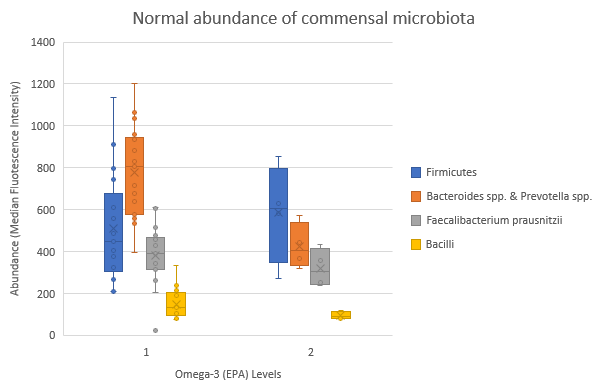 Normal abundance of commensal microbiota
1400
1200
1000
800
600
400
200
0
Abundance (Median Fluotescence Intensity)
1
2
Omega-3 (EPA) Levels
Firmicutes
Bacteroides spp. & Prevotella spp.
Faecalibacterium prausnitzii
Bacilli